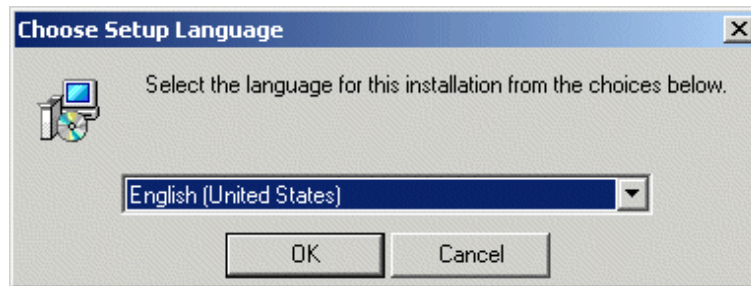 Choose Setup Language
Select the language for this installation from the choices below.
English (United States)
OK
Cancel